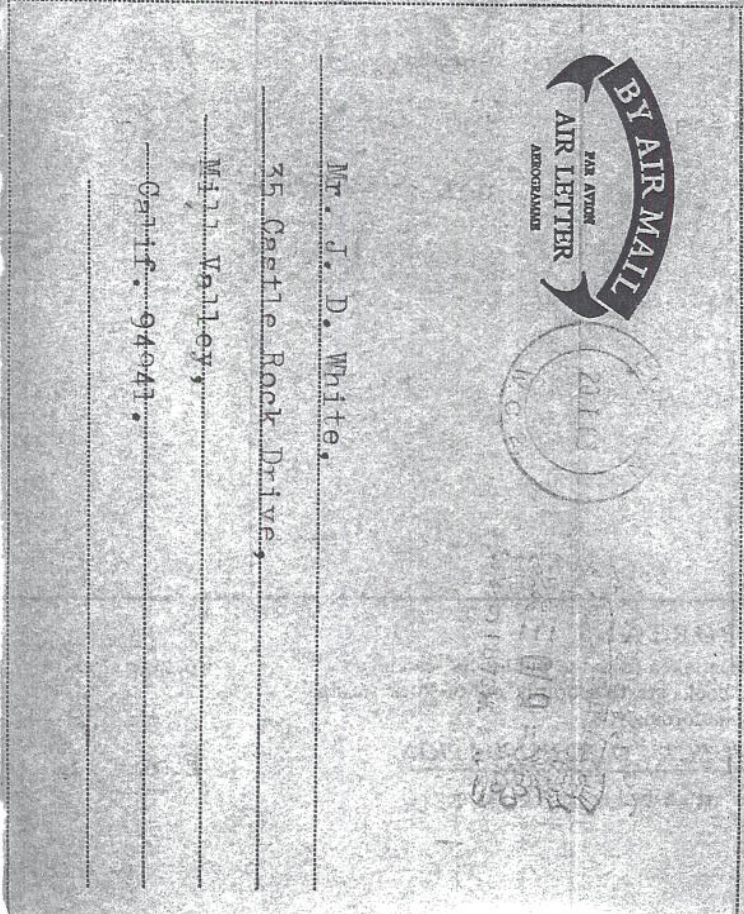 BY AIR MAIL
PAR AVION
AIR LETTER
AEROGRAMME
Mr. J. D. White,
35 Castle Rock Drive,
Mill Valley,
Calif. 94941.